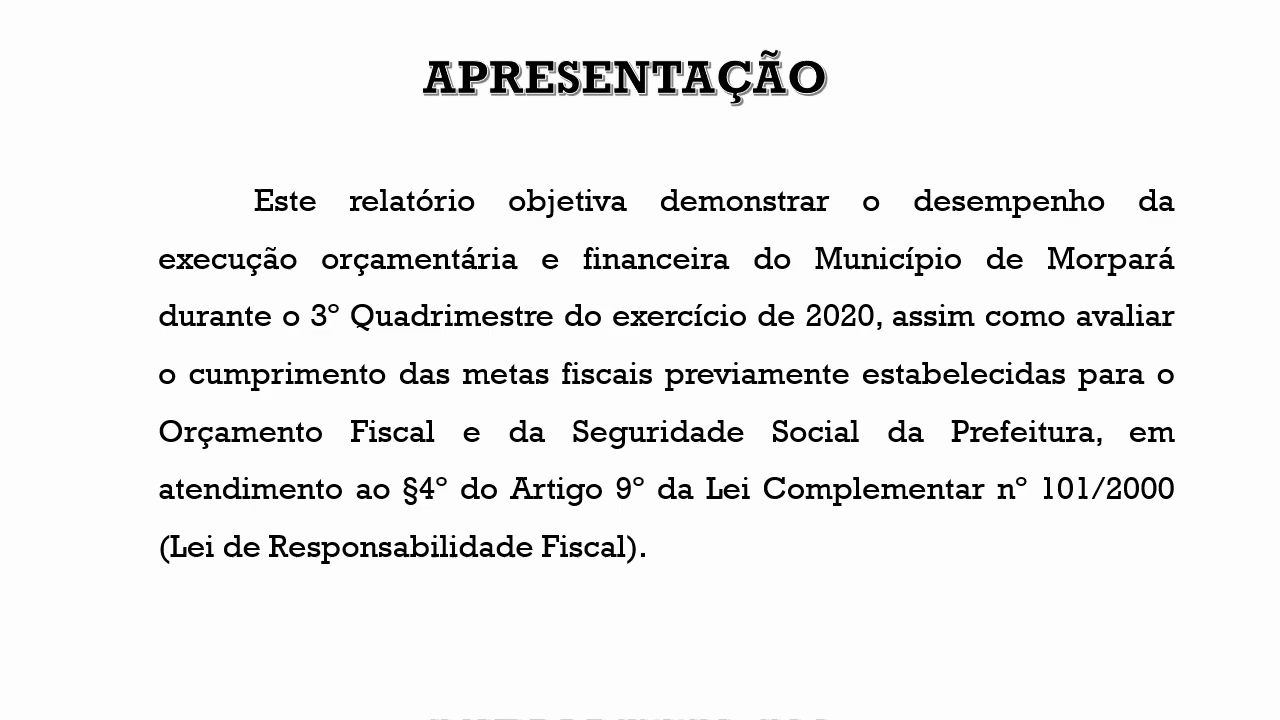 APRESENTAÇÃO
Este relatório objetiva demonstrar o desempenho da
execução orçamentária e financeira do Município de Morpará
durante o 3º Quadrimestre do exercício de 2020, assim como avaliar
o cumprimento das metas fiscais previamente estabelecidas para o
Orçamento Fiscal e da Seguridade Social da Prefeitura, em
atendimento ao §4º do Artigo 9º da Lei Complementar nº 101/2000
(Lei de Responsabilidade Fiscal).